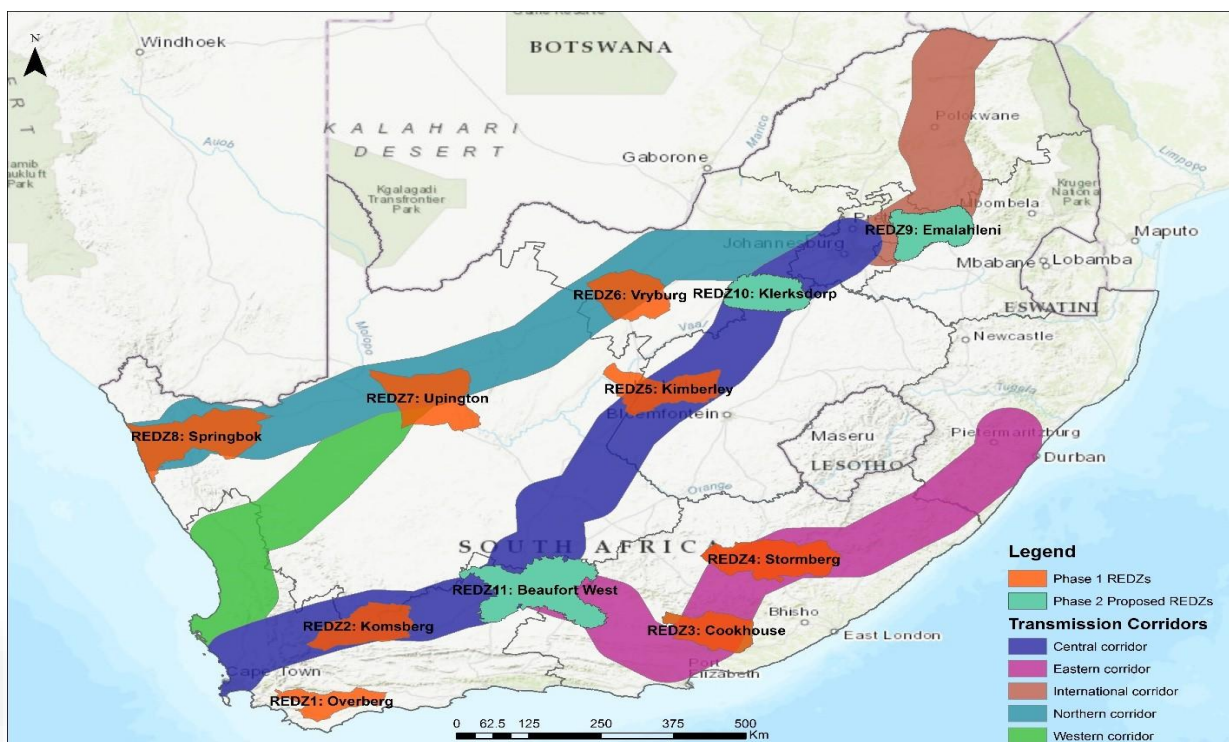 N
Windhoek
BOTSWANA
KALAHARI
DESERT
Auob
Gaborone
Marico
Polokwane
Limpopo
Kgalagadi
Transfrontier
Park
Park
National
Park
Mbombela
Maputo
REDZ9: Emalahleni
Johannesburg
Mbabane
Lobamba
ESWATINI
REDZ6: Vryburg
REDZ10: Klerksdorp
Molopo
Vaal
Newcastle
REDZ7: Upington
REDZ5: Kimberley
Bloemfontein
Tugela
REDZ8: Springbok
Maseru
LESOTHO
Pietermaritzburg
Durban
Orange
SOUTH AFRICA
REDZ4: Stormberg
REDZ11: Beaufort West
Bhisho
REDZ2: Komsberg
REDZ3: Cookhouse
East London
Port
Elizabeth
Cape Town
REDZ1: Overberg
0 62.5 125 250 375 500
Km
Legend
Phase 1 REDZs
Phase 2 Proposed REDZs
Transmission Corridors
Central corridor
Eastern corridor
International corridor
Northern corridor
Western corridor